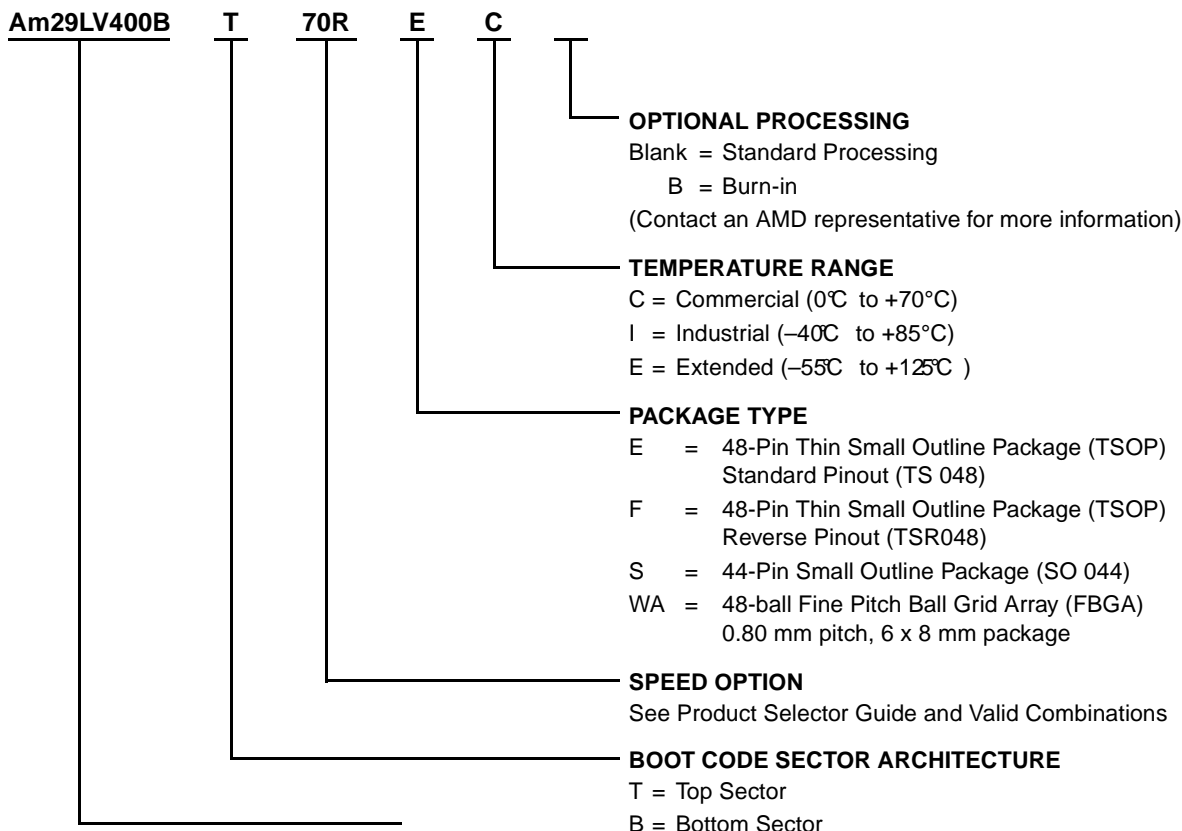 Am29LV400B T 70R E C
OPTIONAL PROCESSING
Blank = Standard Processing
B = Burn-in
(Contact an AMD representative for more information)
TEMPERATURE RANGE
C = Commercial (0°C to +70°C)
I = Industrial (–40°C to +85°C)
E = Extended (–55°C to +125°C )
PACKAGE TYPE
E = 48-Pin Thin Small Outline Package (TSOP)
Standard Pinout (TS 048)
F = 48-Pin Thin Small Outline Package (TSOP)
Reverse Pinout (TSR048)
S = 44-Pin Small Outline Package (SO 044)
WA = 48-ball Fine Pitch Ball Grid Array (FBGA)
0.80 mm pitch, 6 x 8 mm package
SPEED OPTION
See Product Selector Guide and Valid Combinations
BOOT CODE SECTOR ARCHITECTURE
T = Top Sector
B = Bottom Sector